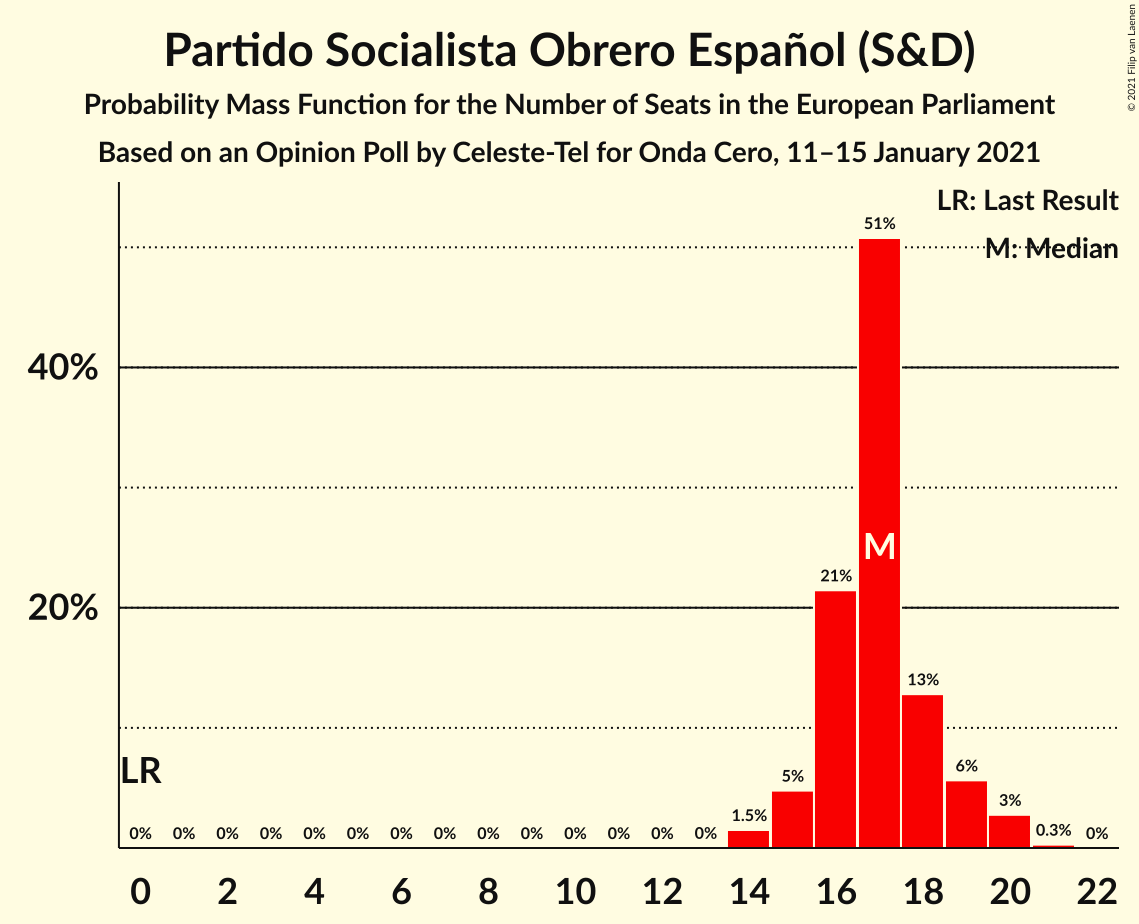 Partido Socialista Obrero Español (S&D)
Probability Mass Function for the Number of Seats in the European Parliament
Based on an Opinion Poll by Celeste-Tel for Onda Cero, 11–15 January 2021
© 2021 Filip van Laenen
LR: Last Result
M: Median
51%
40%
M
21%
20%
13%
LR
6%
5%
3%
1.5%
0.3%
0% 0% 0% 0% 0% 0% 0% 0% 0% 0% 0% 0% 0% 0% 0%
0 2 4 6 8 10 12 14 16 18 20 22